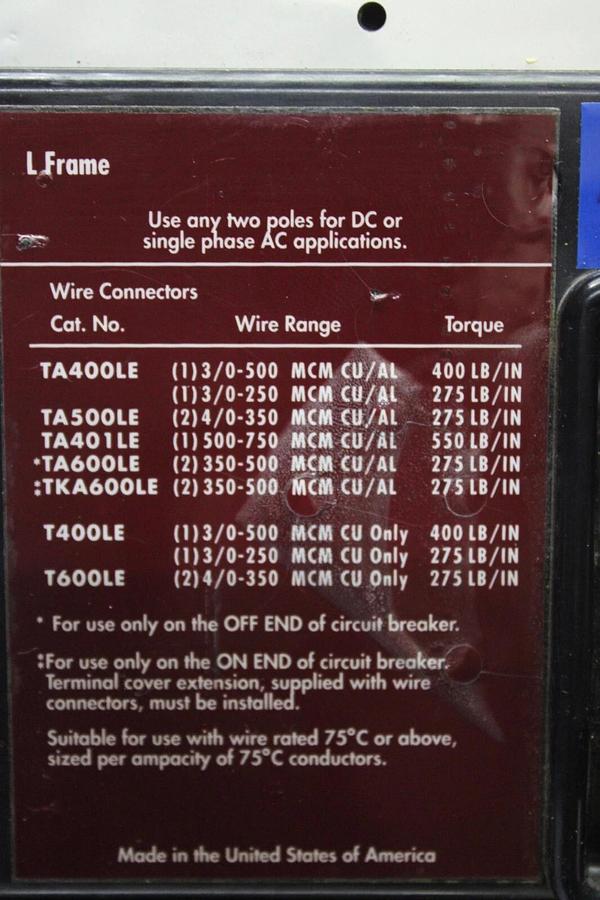 L Frame
Use any two poles for DC or
single phase AC applications.
Wire Connectors
Cat. No. Wire Range Torque
TA400LE (1) 3/0-500 MCM CU/AL 400 LB/IN
(1) 3/0-250 MCM CU/AL 275 LB/IN
TA500LE (2) 4/0-350 MCM CU/AL 275 LB/IN
TA401LE (1) 500-750 MCM CU/AL 550 LB/IN
*TA600LE (2) 350-500 MCM CU/AL 275 LB/IN
‡TKA600LE (2) 350-500 MCM CU/AL 275 LB/IN
T400LE (1) 3/0-500 MCM CU Only 400 LB/IN
(1) 3/0-250 MCM CU Only 275 LB/IN
T600LE (2) 4/0-350 MCM CU Only 275 LB/IN
* For use only on the OFF END of circuit breaker.
‡For use only on the ON END of circuit breaker.
Terminal cover extension, supplied with wire
connectors, must be installed.
Suitable for use with wire rated 75°C or above,
sized per ampacity of 75°C conductors.
Made in the United States of America